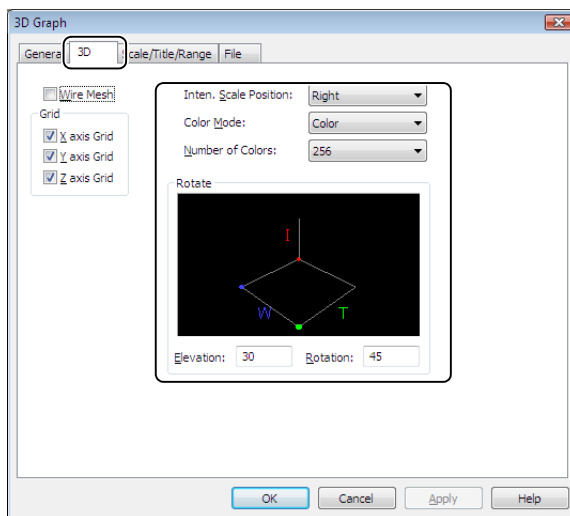 3D Graph
Genera 3D cale/Title/Range File
Wire Mesh
Grid
X axis Grid
Y axis Grid
Z axis Grid
Inten. Scale Position: Right
Color Mode: Color
Number of Colors: 256
Rotate
I
W T
Elevation: 30 Rotation: 45
OK Cancel Apply Help